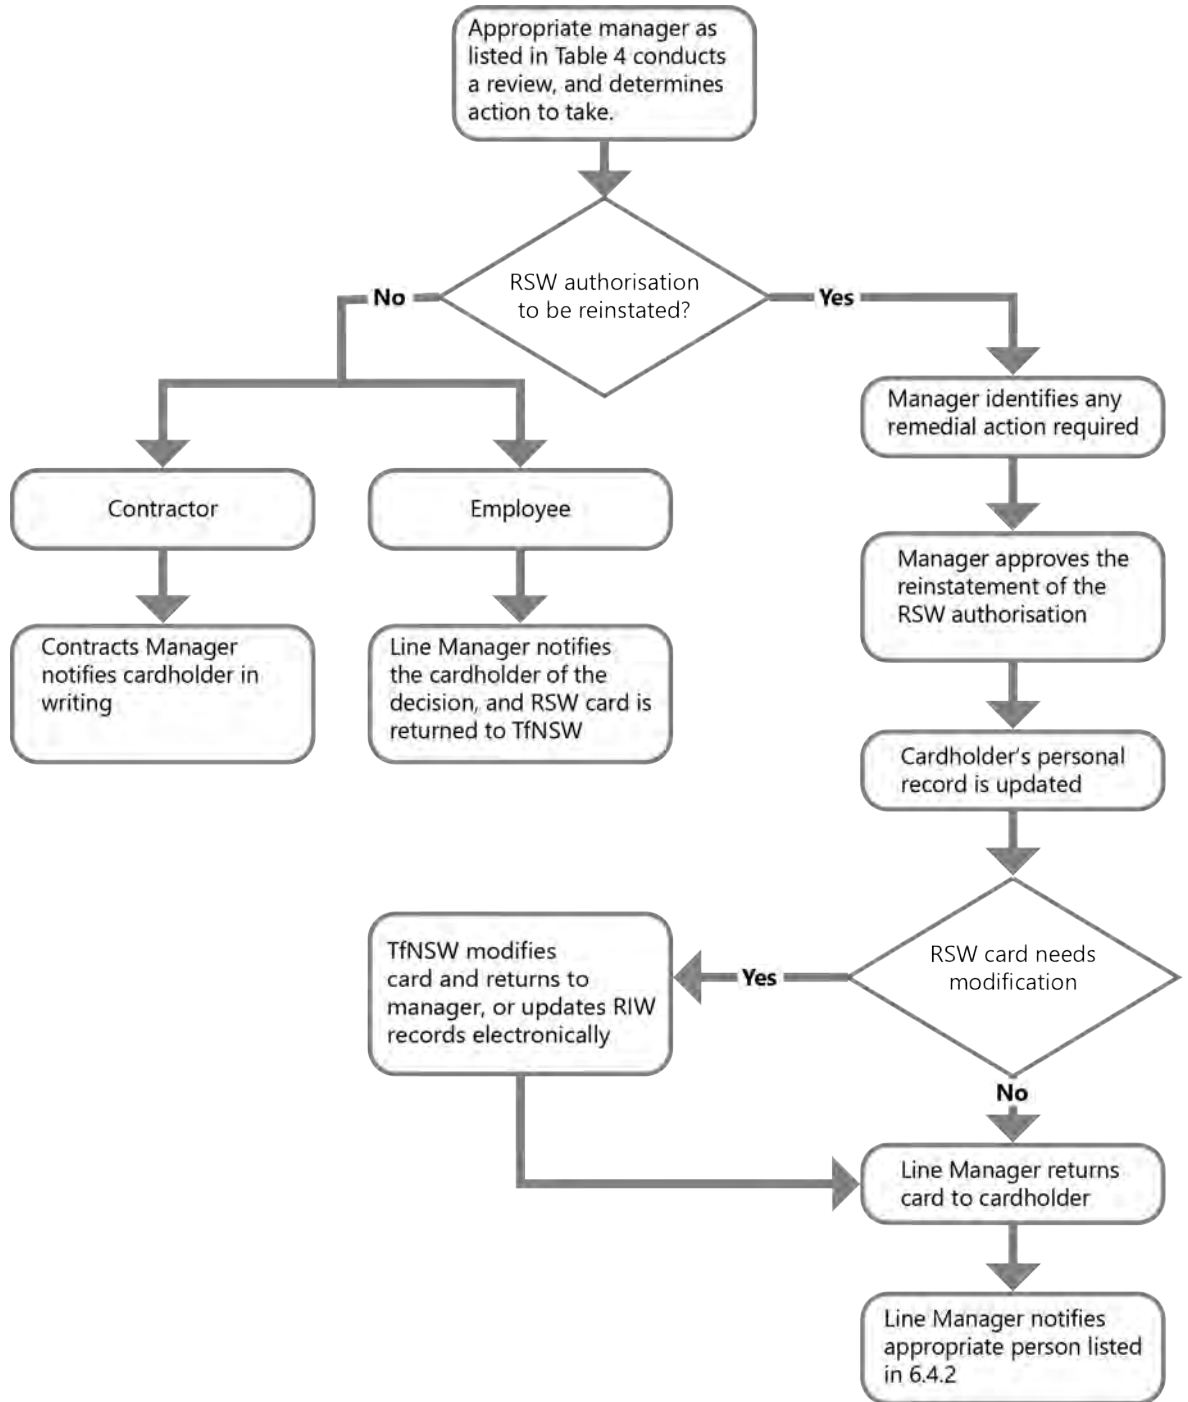 Appropriate manager as
listed in Table 4 conducts
a review, and determines
action to take.
RSW authorisation
to be reinstated?
No
Yes
Manager identifies any
remedial action required
Contractor
Employee
Manager approves the
reinstatement of the
RSW authorisation
Contracts Manager
notifies cardholder in
writing
Line Manager notifies
the cardholder of the
decision, and RSW card is
returned to TfNSW
Cardholder's personal
record is updated
RSW card needs
modification
Yes
TfNSW modifies
card and returns to
manager, or updates RIW
records electronically
No
Line Manager returns
card to cardholder
Line Manager notifies
appropriate person listed
in 6.4.2